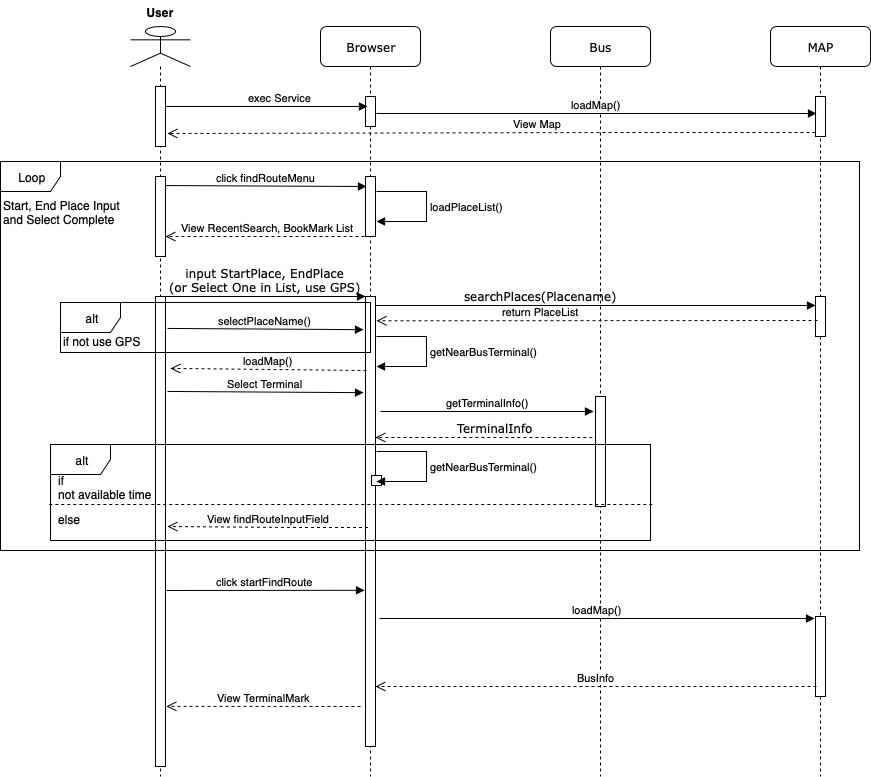 User
Browser
Bus
MAP
exec Service
loadMap()
View Map
Loop
click findRouteMenu
Start, End Place Input
and Select Complete
loadPlaceList()
View RecentSearch, BookMark List
input StartPlace, EndPlace
(or Select One in List, use GPS)
searchPlaces(Placename)
return PlaceList
alt
selectPlaceName()
if not use GPS
getNearBusTerminal()
loadMap()
Select Terminal
getTerminalInfo()
TerminalInfo
alt
getNearBusTerminal()
if
not available time
else
View findRouteInputField
click startFindRoute
loadMap()
BusInfo
View TerminalMark